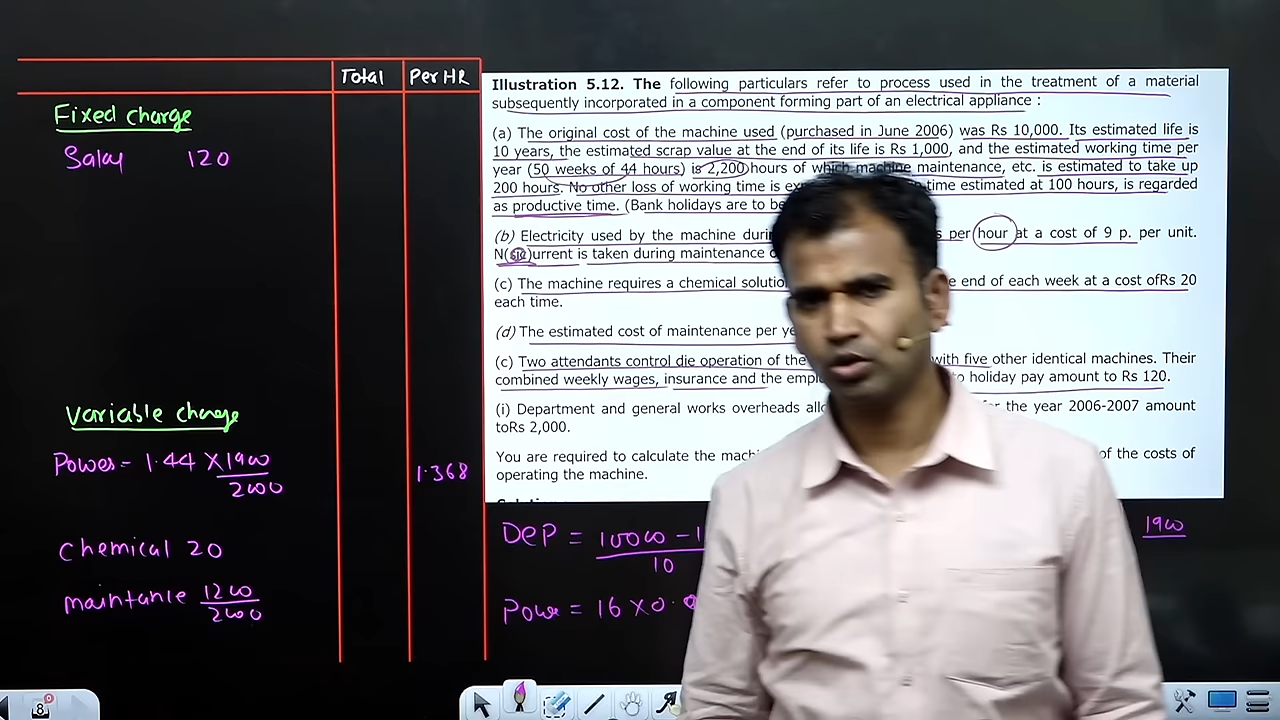 Total
Per HR
Fixed charge
Salay 120
Variable charge
Power = 1.44 X 1900
2000
1.368
Chemical 20
maintanle 1200
2000
Illustration 5.12. The following particulars refer to process used in the treatment of a material
subsequently incorporated in a component forming part of an electrical appliance :
(a) The original cost of the machine used (purchased in June 2006) was Rs 10,000. Its estimated life is
10 years, the estimated scrap value at the end of its life is Rs 1,000, and the estimated working time per
year (50 weeks of 44 hours) is 2,200 hours of which machine maintenance, etc. is estimated to take up
200 hours. No other loss of working time is time estimated at 100 hours, is regarded
as productive time. (Bank holidays are to be
(b) Electricity used by the machine per hour at a cost of 9 p. per unit.
N(sic)urrent is taken during maintenance
(c) The machine requires a chemical end of each week at a cost ofRs 20
each time.
(d) The estimated cost of maintenance per
(c) Two attendants control die operation of the with five other identical machines. Their
combined weekly wages, insurance and the holiday pay amount to Rs 120.
(i) Department and general works overheads the year 2006-2007 amount
toRs 2,000.
You are required to calculate the of the costs of
operating the machine.
DEP = 10000 - 1
10
1900
Power = 16 X 0.0